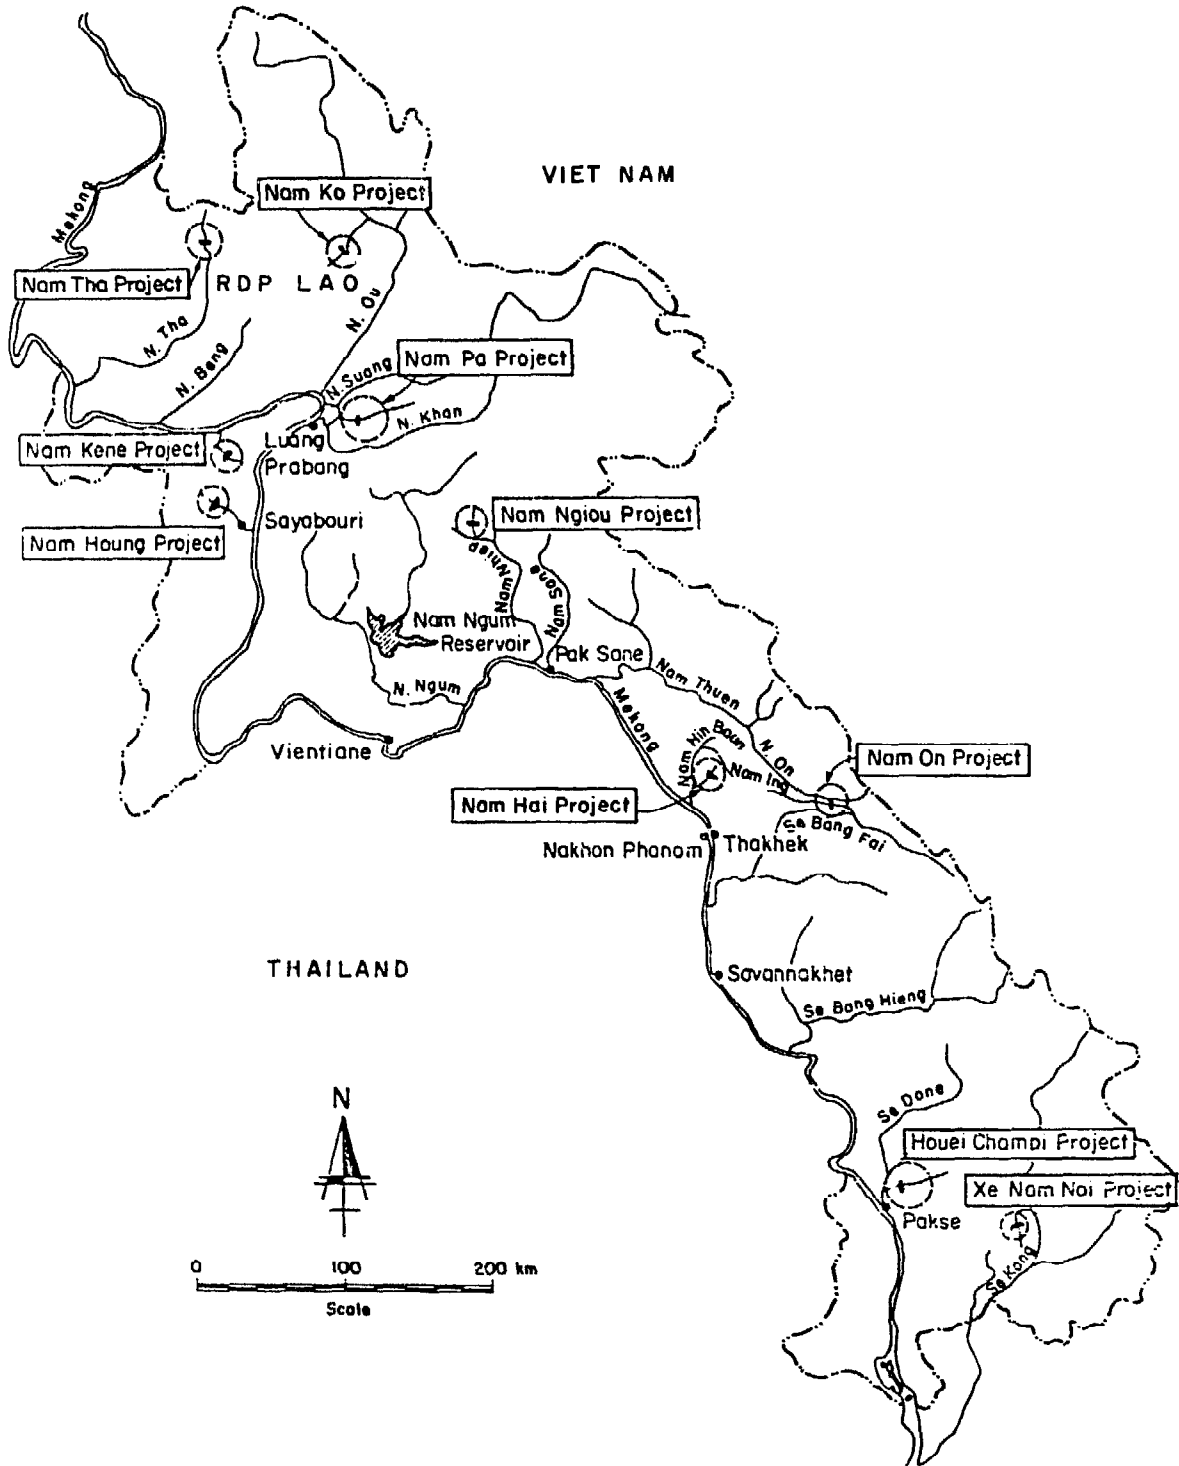 VIET NAM
Nam Ko Project
Mekong
Nam Tha Project
RDP LAO
N. Ou
N. Tha
N. Beng
Nam Pa Project
N. Suang
N. Khan
Luang
Prabang
Nam Kene Project
Nam Houng Project
Sayabouri
Nam Ngiou Project
Nam Nhiep
Nam Sane
Nam Ngum
Reservoir
Pak Sane
N. Ngum
Nam Thuen
Mekong
Vientiane
Nam Hin Boun
N. On
Nam Ing
Nam On Project
Nam Hai Project
Se Bang Fai
Nakhon Phanom
Thakhek
THAILAND
Savannakhet
Se Bang Hieng
N
Se Done
Houei Champi Project
Xe Nam Noi Project
Pakse
Se Kong
0 100 200 km
Scale